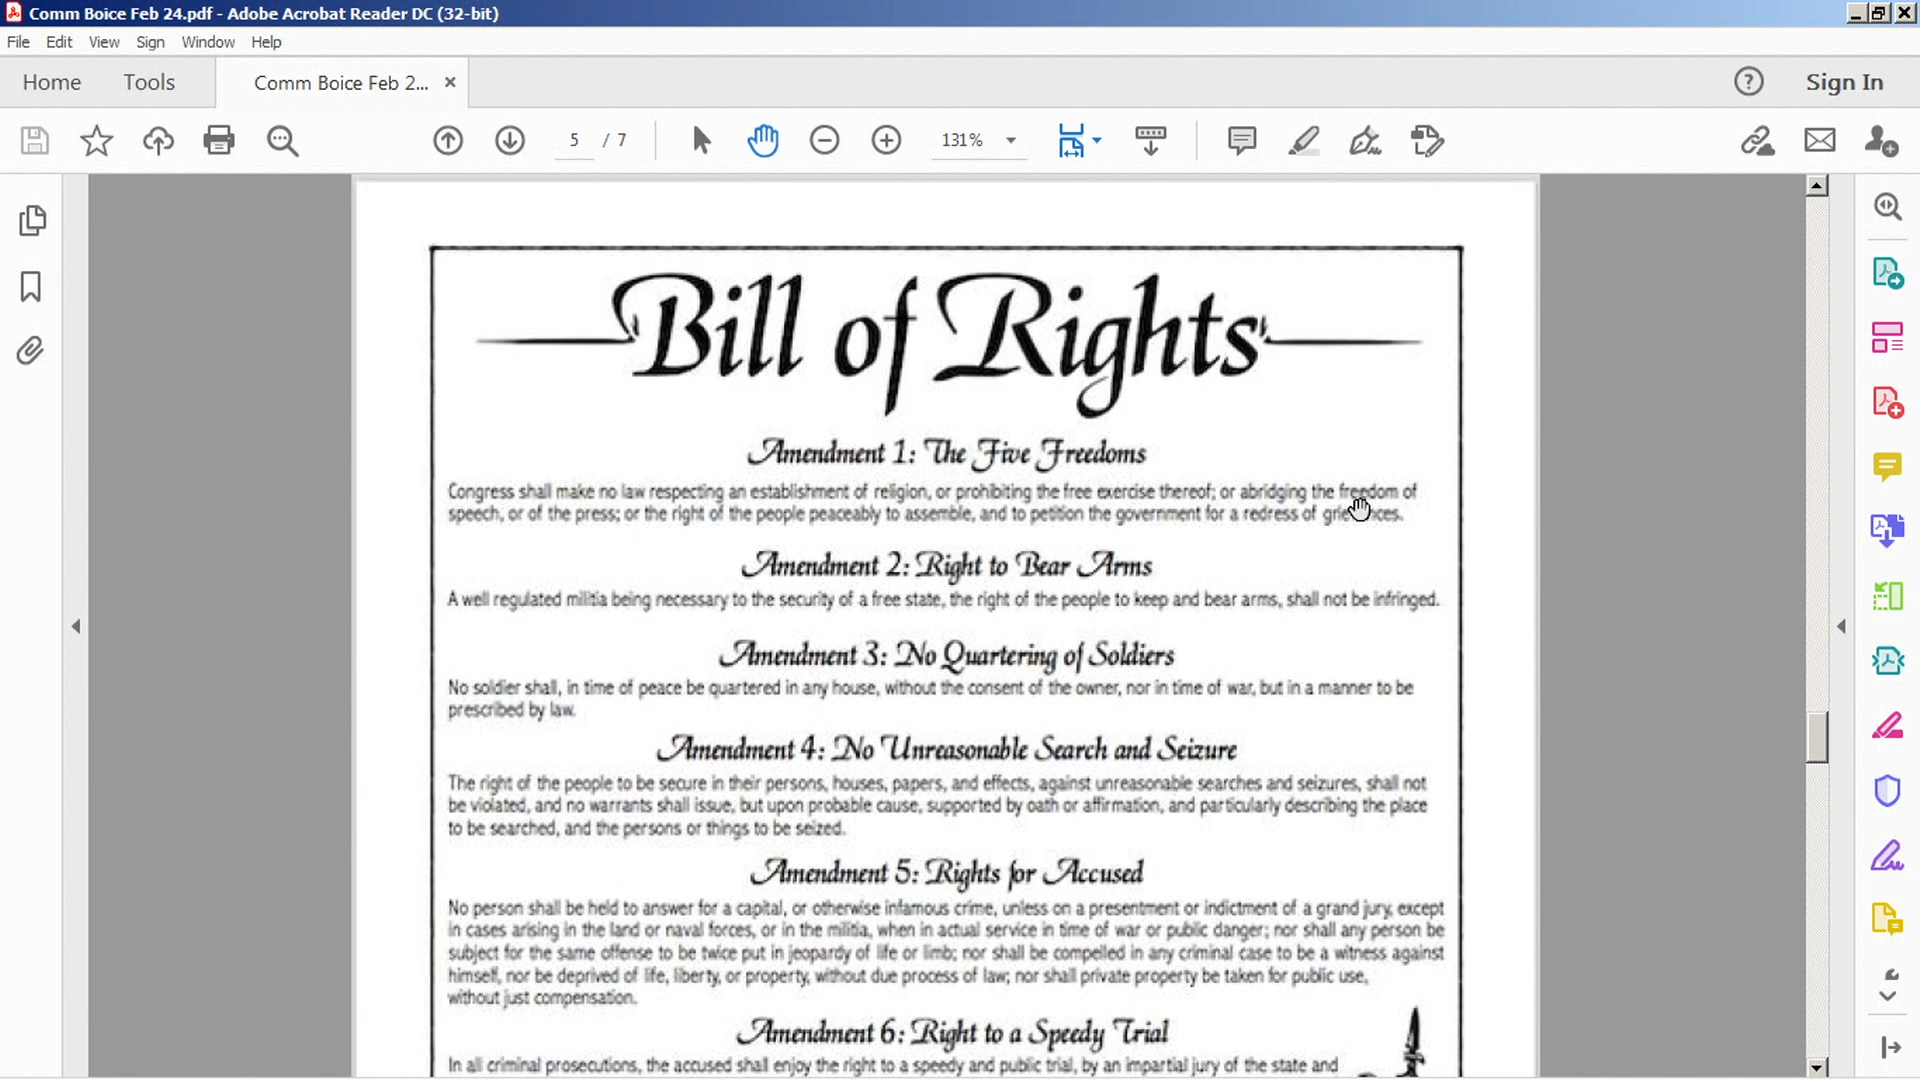 Comm Boice Feb 24.pdf - Adobe Acrobat Reader DC (32-bit)
File Edit View Sign Window Help
Home Tools Comm Boice Feb 2... Sign In
5 / 7 131%
Bill of Rights
Amendment 1: The Five Freedoms
Congress shall make no law respecting an establishment of religion, or prohibiting the free exercise thereof; or abridging the freedom of
speech, or of the press; or the right of the people peaceably to assemble, and to petition the government for a redress of grievances.
Amendment 2: Right to Bear Arms
A well regulated militia being necessary to the security of a free state, the right of the people to keep and bear arms, shall not be infringed.
Amendment 3: No Quartering of Soldiers
No soldier shall, in time of peace be quartered in any house, without the consent of the owner, nor in time of war, but in a manner to be
prescribed by law.
Amendment 4: No Unreasonable Search and Seizure
The right of the people to be secure in their persons, houses, papers, and effects, against unreasonable searches and seizures, shall not
be violated, and no warrants shall issue, but upon probable cause, supported by oath or affirmation, and particularly describing the place
to be searched, and the persons or things to be seized.
Amendment 5: Rights for Accused
No person shall be held to answer for a capital, or otherwise infamous crime, unless on a presentment or indictment of a grand jury, except
in cases arising in the land or naval forces, or in the militia, when in actual service in time of war or public danger; nor shall any person be
subject for the same offense to be twice put in jeopardy of life or limb; nor shall be compelled in any criminal case to be a witness against
himself, nor be deprived of life, liberty, or property, without due process of law; nor shall private property be taken for public use,
without just compensation.
Amendment 6: Right to a Speedy Trial
In all criminal prosecutions, the accused shall enjoy the right to a speedy and public trial, by an impartial jury of the state and